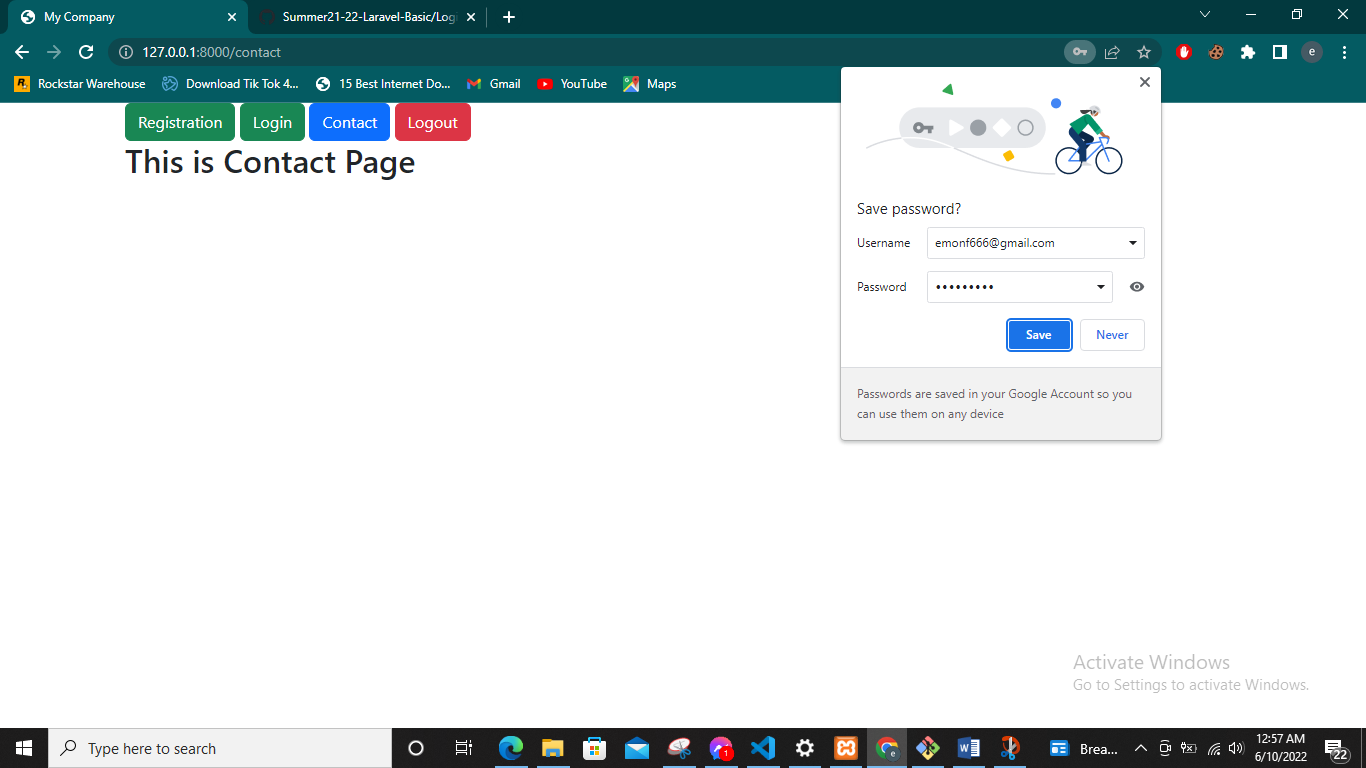 My Company
Summer21-22-Laravel-Basic/Logi
127.0.0.1:8000/contact
e
Rockstar Warehouse
Download Tik Tok 4...
15 Best Internet Do...
Gmail
YouTube
Maps
Registration
Login
Contact
Logout
This is Contact Page
Save password?
Username
emonf666@gmail.com
Password
•••••••••
Save
Never
Passwords are saved in your Google Account so you
can use them on any device
Activate Windows
Go to Settings to activate Windows.
Type here to search
1
e
Brea...
12:57 AM
6/10/2022
22